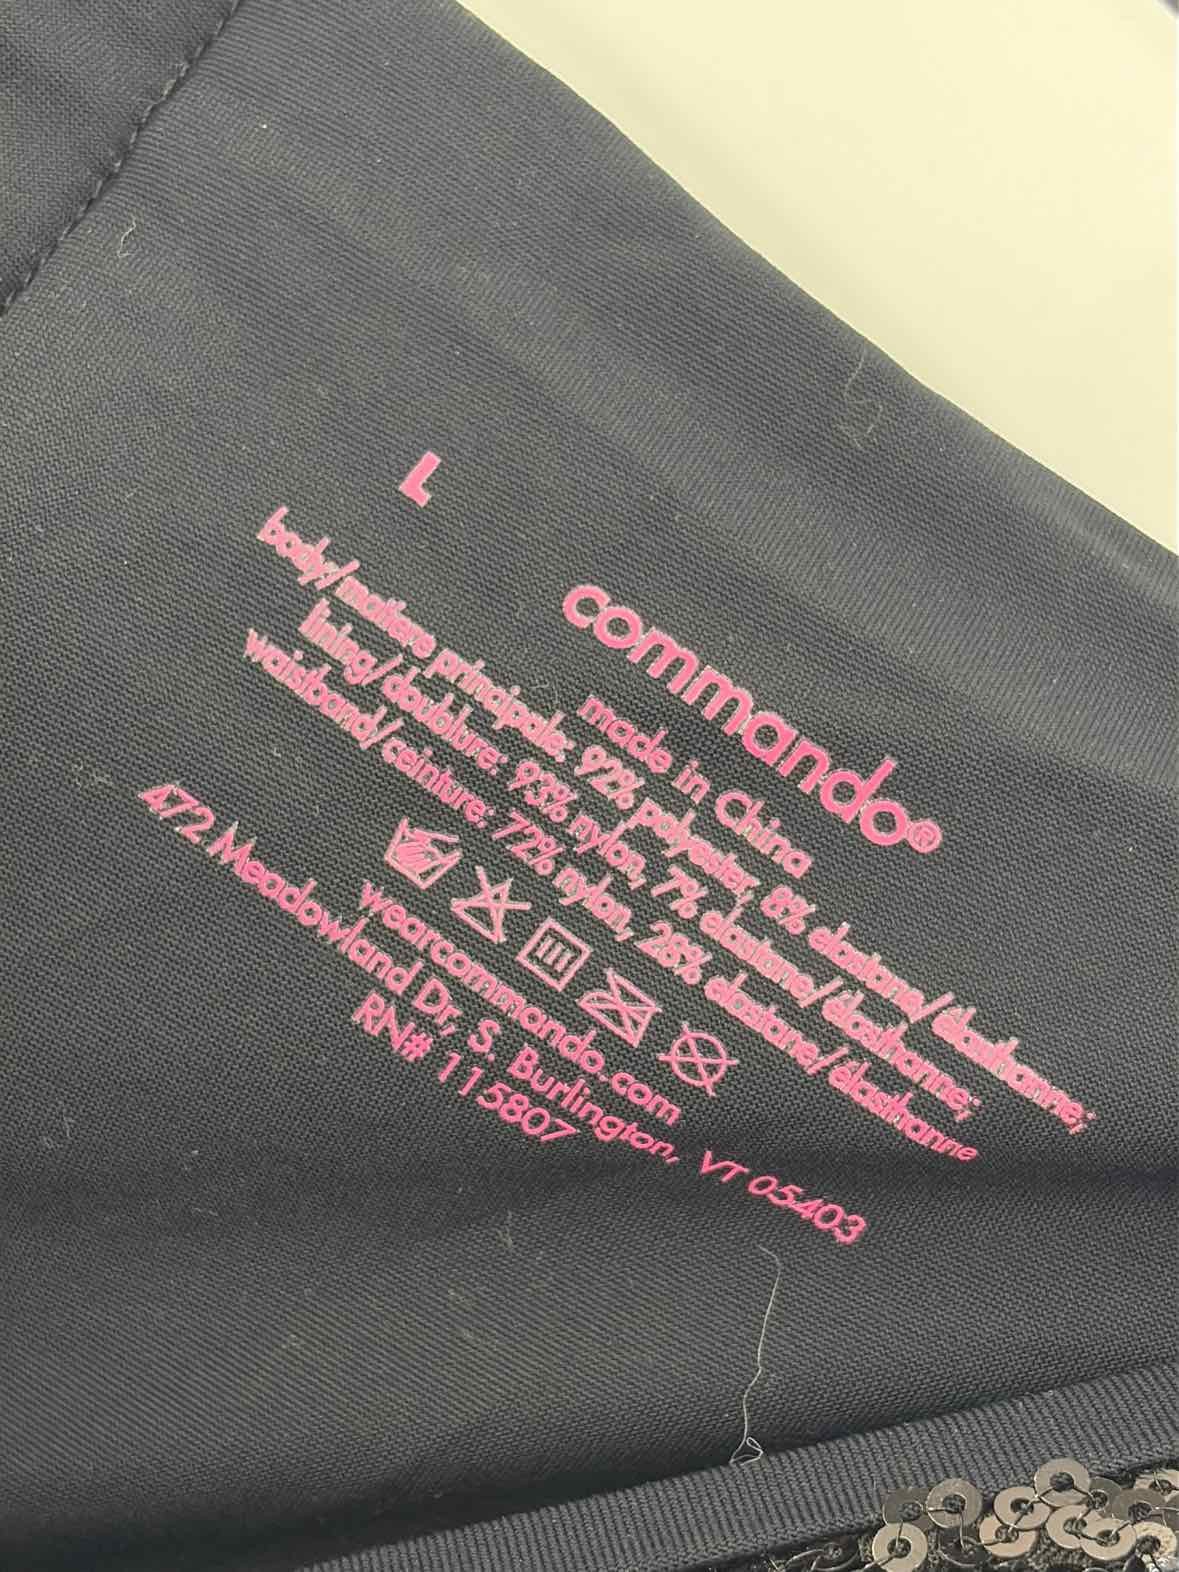 L
commando®
made in China
body/matiere principale: 92% polyester, 8% elastane/élasthanne;
lining/doublure: 93% nylon, 7% elastane/élasthanne;
waistband/ceinture: 72% nylon, 28% elastane/élasthanne
wearcommando.com
472 Meadowland Dr, S. Burlington, VT 05403
RN# 115807